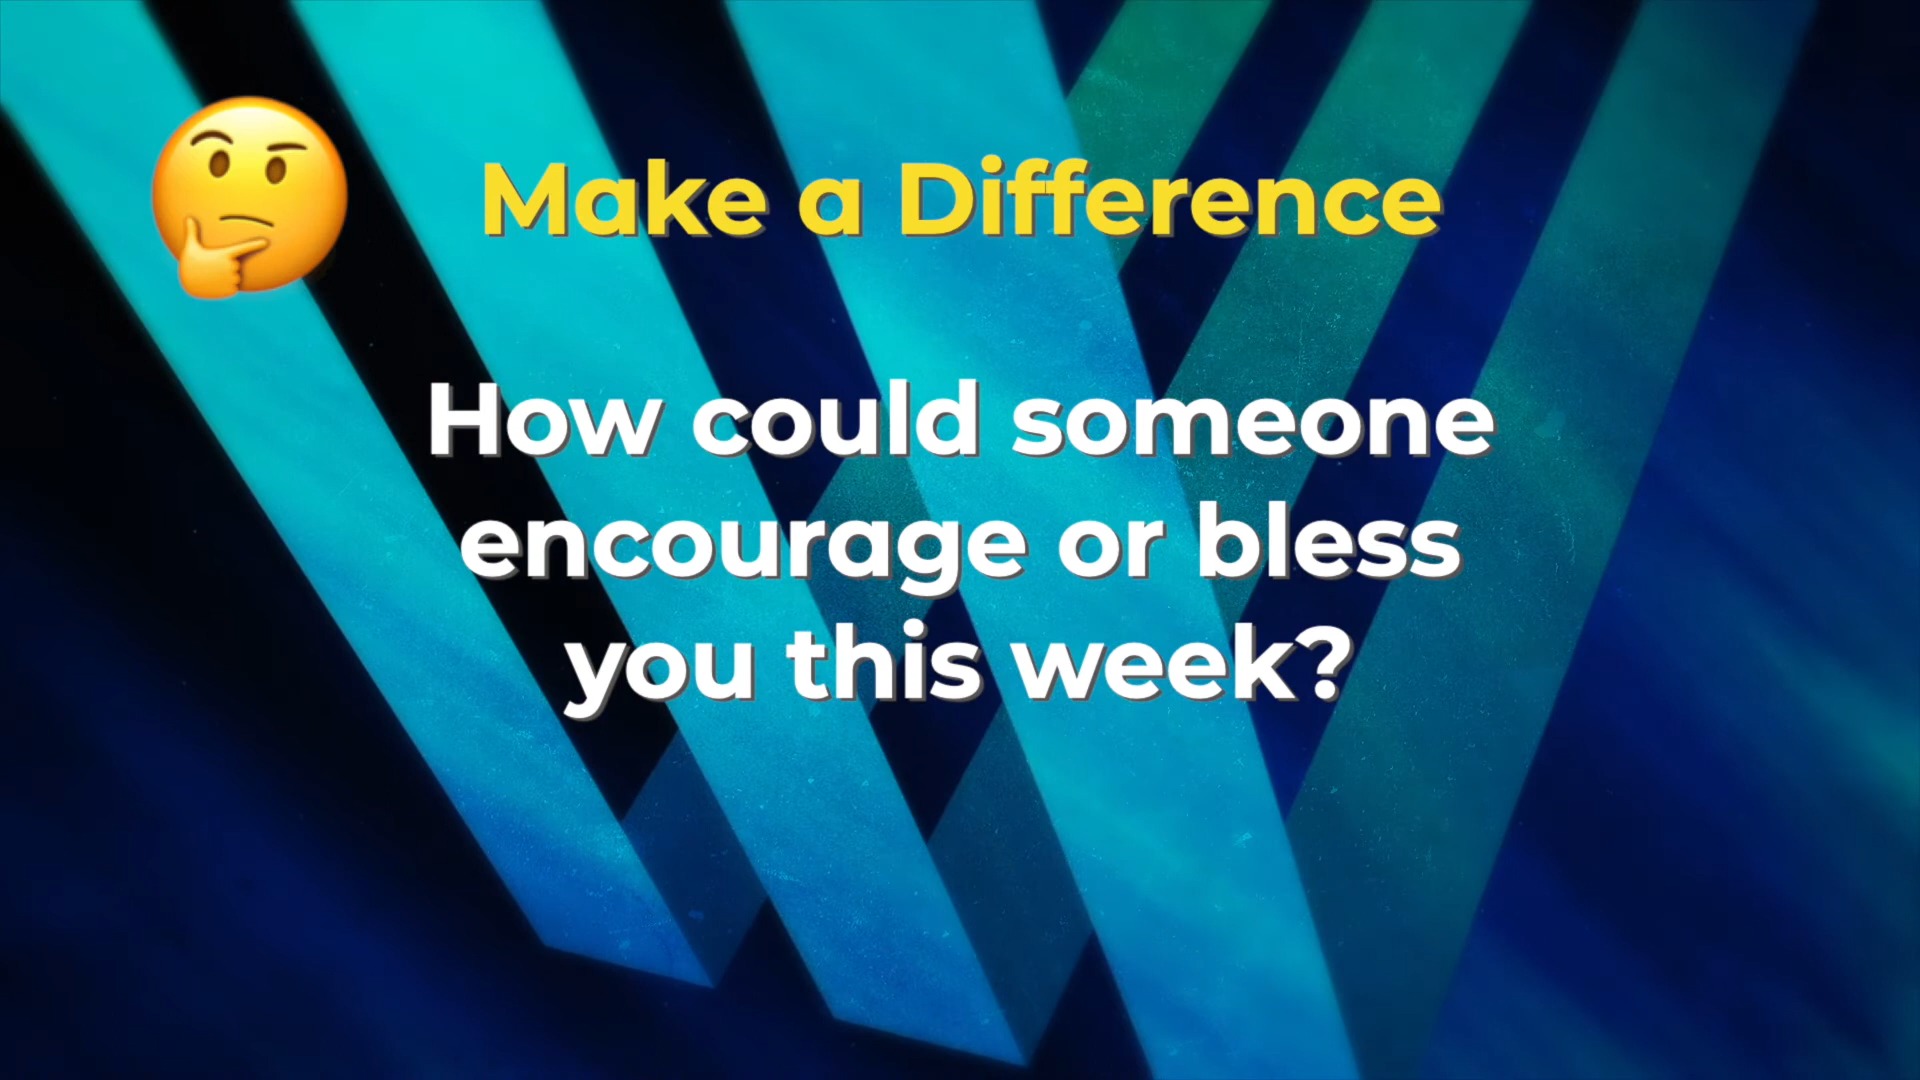 Make a Difference
How could someone
encourage or bless
you this week?